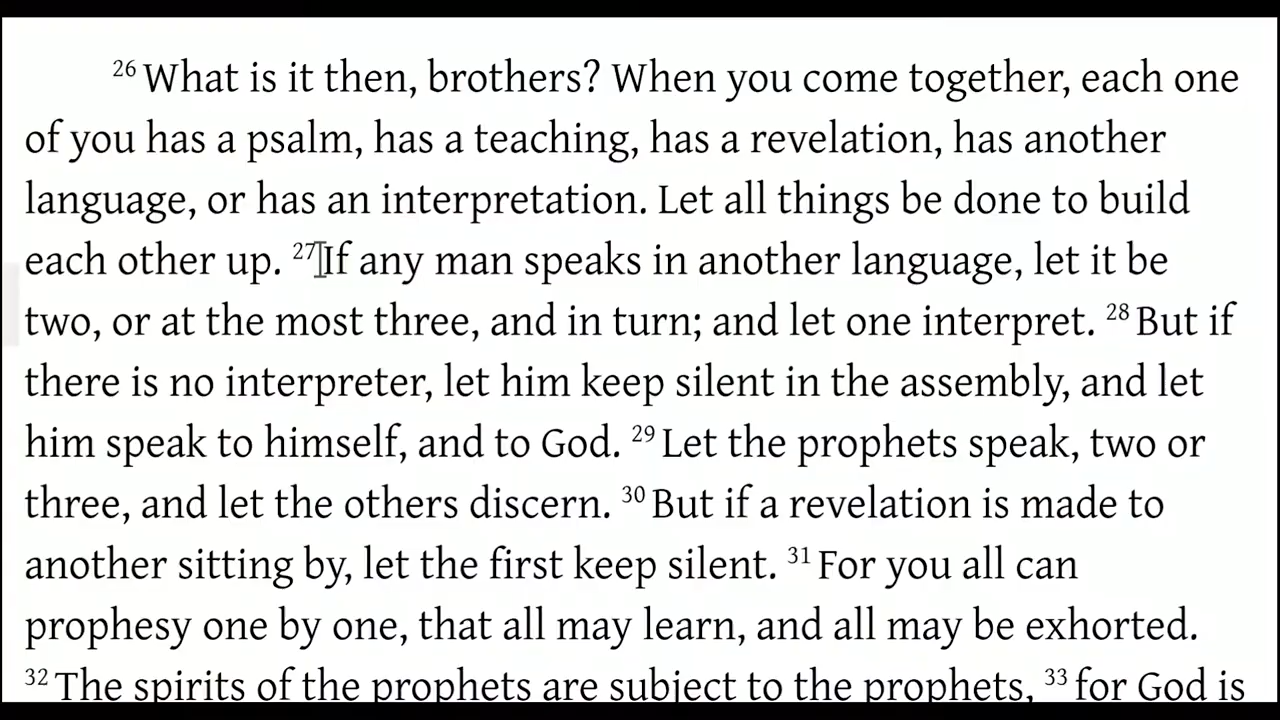 26 What is it then, brothers? When you come together, each one
of you has a psalm, has a teaching, has a revelation, has another
language, or has an interpretation. Let all things be done to build
each other up. 27 If any man speaks in another language, let it be
two, or at the most three, and in turn; and let one interpret. 28 But if
there is no interpreter, let him keep silent in the assembly, and let
him speak to himself, and to God. 29 Let the prophets speak, two or
three, and let the others discern. 30 But if a revelation is made to
another sitting by, let the first keep silent. 31 For you all can
prophesy one by one, that all may learn, and all may be exhorted.
32 The spirits of the prophets are subject to the prophets, 33 for God is